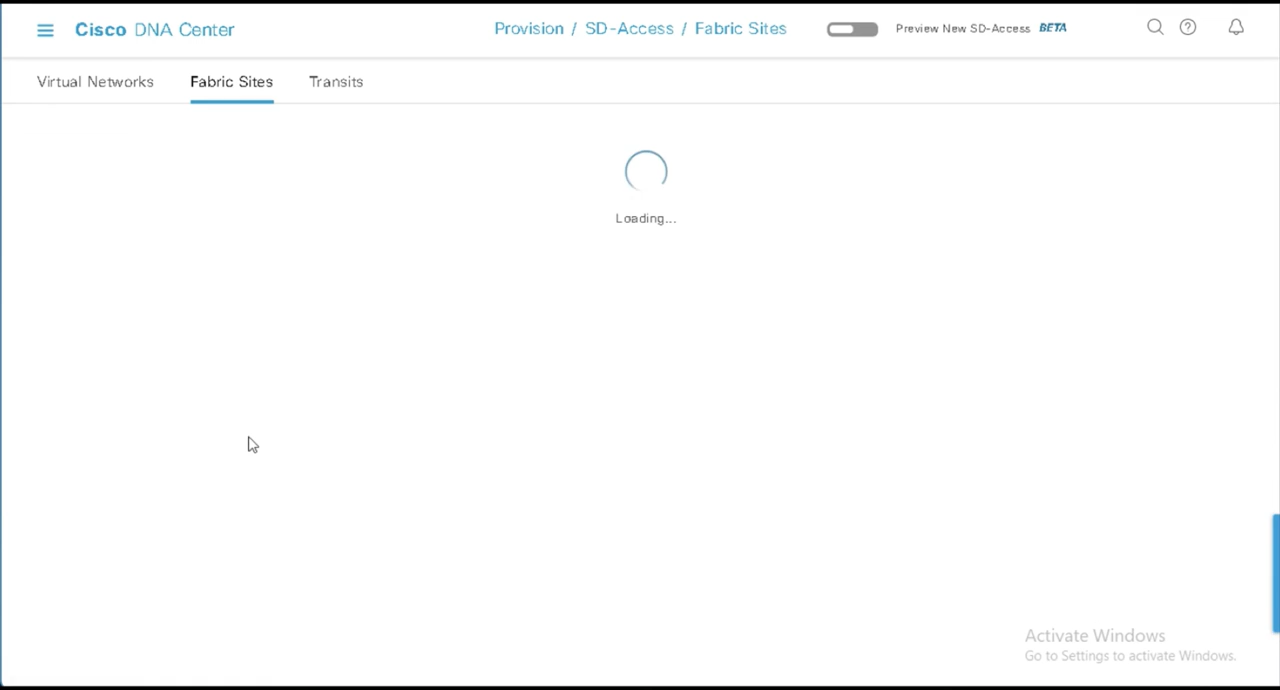 Cisco DNA Center
Provision / SD-Access / Fabric Sites
Preview New SD-Access BETA
Virtual Networks
Fabric Sites
Transits
Loading...
Activate Windows
Go to Settings to activate Windows.